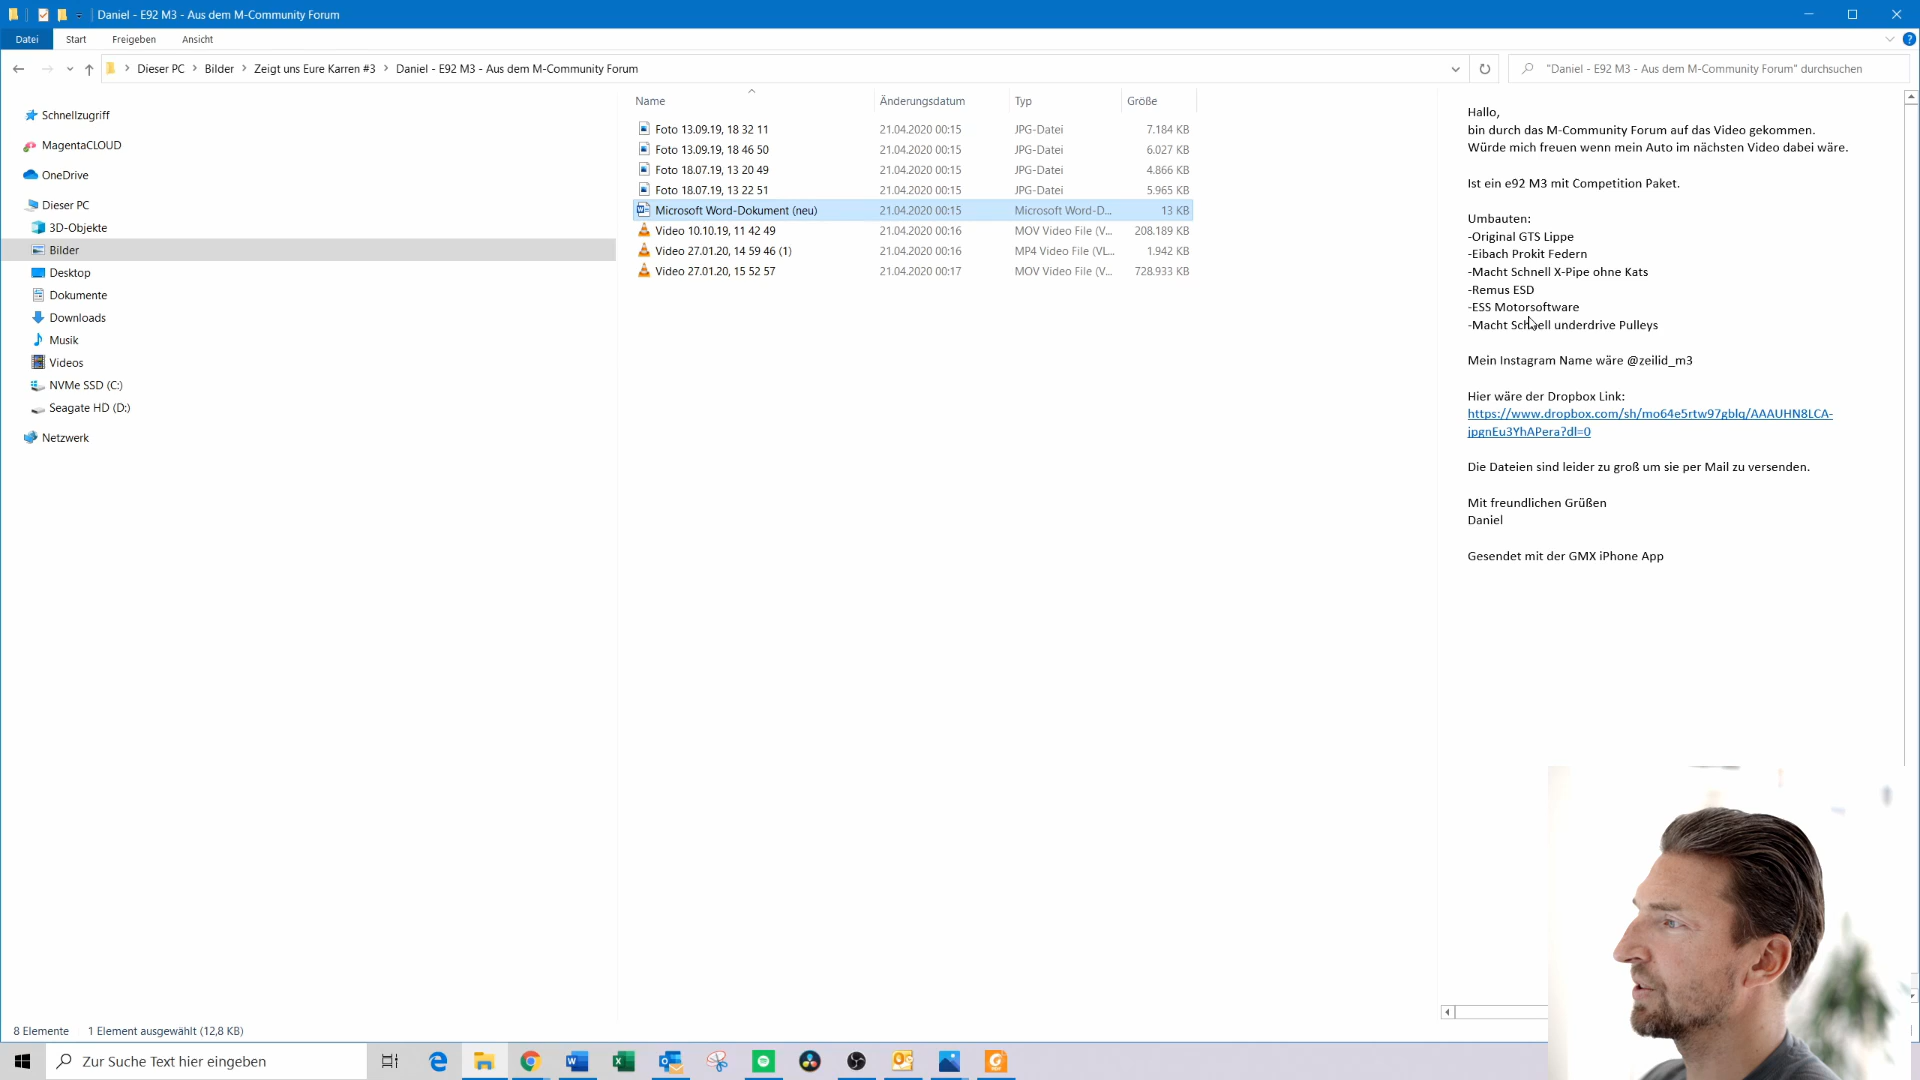 Daniel - E92 M3 - Aus dem M-Community Forum
Datei Start Freigeben Ansicht
Dieser PC Bilder Zeigt uns Eure Karren #3 Daniel - E92 M3 - Aus dem M-Community Forum
"Daniel - E92 M3 - Aus dem M-Community Forum" durchsuchen
Schnellzugriff
MagentaCLOUD
OneDrive
Dieser PC
3D-Objekte
Bilder
Desktop
Dokumente
Downloads
Musik
Videos
NVMe SSD (C:)
Seagate HD (D:)
Netzwerk
Name Änderungsdatum Typ Größe
Foto 13.09.19, 18 32 11 21.04.2020 00:15 JPG-Datei 7.184 KB
Foto 13.09.19, 18 46 50 21.04.2020 00:15 JPG-Datei 6.027 KB
Foto 18.07.19, 13 20 49 21.04.2020 00:15 JPG-Datei 4.866 KB
Foto 18.07.19, 13 22 51 21.04.2020 00:15 JPG-Datei 5.965 KB
Microsoft Word-Dokument (neu) 21.04.2020 00:15 Microsoft Word-D... 13 KB
Video 10.10.19, 11 42 49 21.04.2020 00:16 MOV Video File (V... 208.189 KB
Video 27.01.20, 14 59 46 (1) 21.04.2020 00:16 MP4 Video File (VL... 1.942 KB
Video 27.01.20, 15 52 57 21.04.2020 00:17 MOV Video File (V... 728.933 KB
Hallo,
bin durch das M-Community Forum auf das Video gekommen.
Würde mich freuen wenn mein Auto im nächsten Video dabei wäre.
Ist ein e92 M3 mit Competition Paket.
Umbauten:
-Original GTS Lippe
-Eibach Prokit Federn
-Macht Schnell X-Pipe ohne Kats
-Remus ESD
-ESS Motorsoftware
-Macht Schnell underdrive Pulleys
Mein Instagram Name wäre @zeilid_m3
Hier wäre der Dropbox Link:
https://www.dropbox.com/sh/mo64e5rtw97gblq/AAAUHN8LCA-
jpgnEu3YhAPera?dl=0
Die Dateien sind leider zu groß um sie per Mail zu versenden.
Mit freundlichen Grüßen
Daniel
Gesendet mit der GMX iPhone App
8 Elemente 1 Element ausgewählt (12,8 KB)
Zur Suche Text hier eingeben